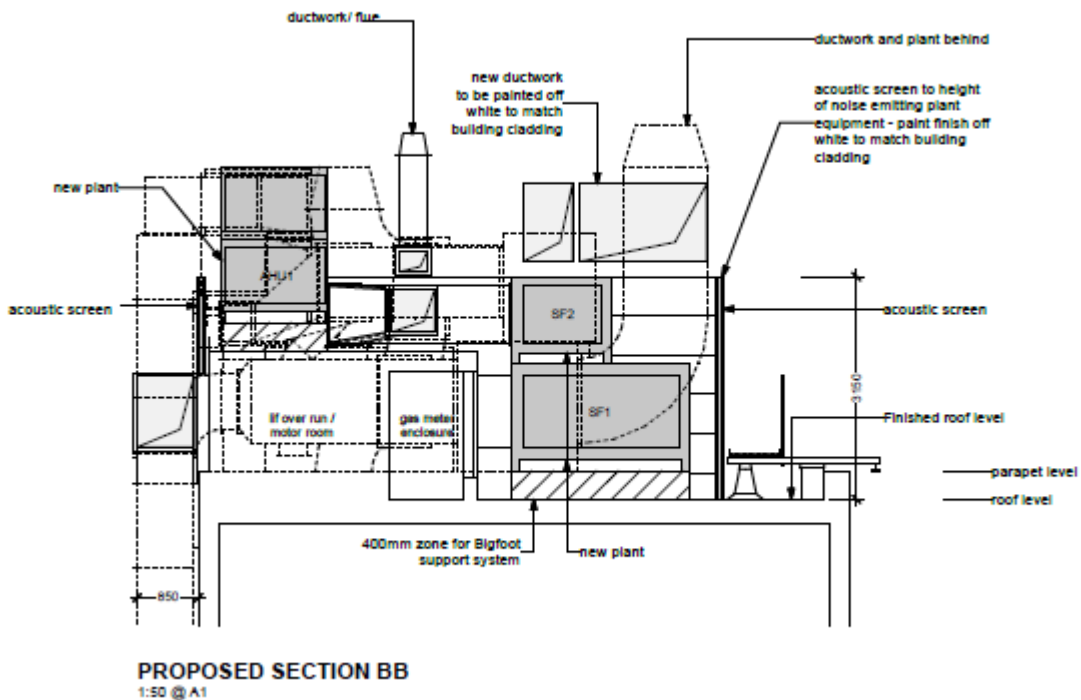 ductwork/ flue
ductwork and plant behind
new ductwork
to be painted off
white to match
building cladding
acoustic screen to height
of noise emitting plant
equipment - paint finish off
white to match building
cladding
new plant
AHU1
acoustic screen
SF2
acoustic screen
3150
lif over run /
motor room
gas meter
enclosure
SF1
Finished roof level
parapet level
roof level
400mm zone for Bigfoot
support system
new plant
850
PROPOSED SECTION BB
1:50 @ A1